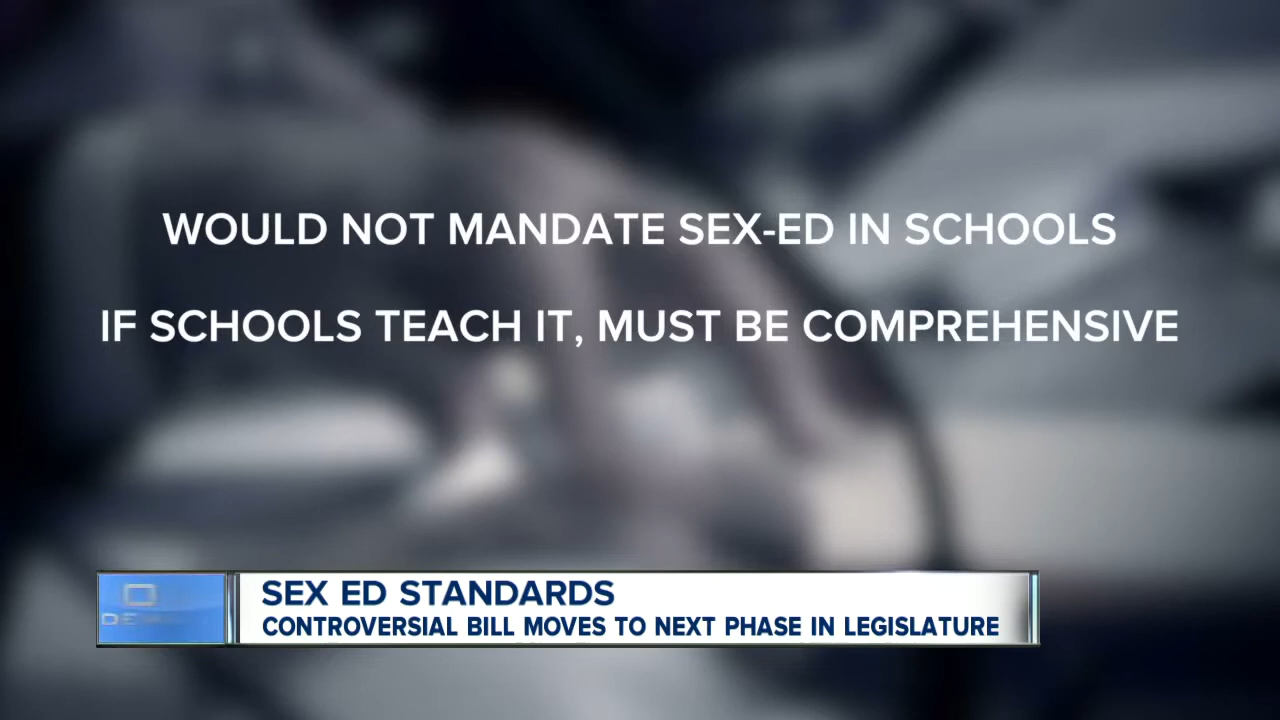 WOULD NOT MANDATE SEX-ED IN SCHOOLS
IF SCHOOLS TEACH IT, MUST BE COMPREHENSIVE
SEX ED STANDARDS
CONTROVERSIAL BILL MOVES TO NEXT PHASE IN LEGISLATURE